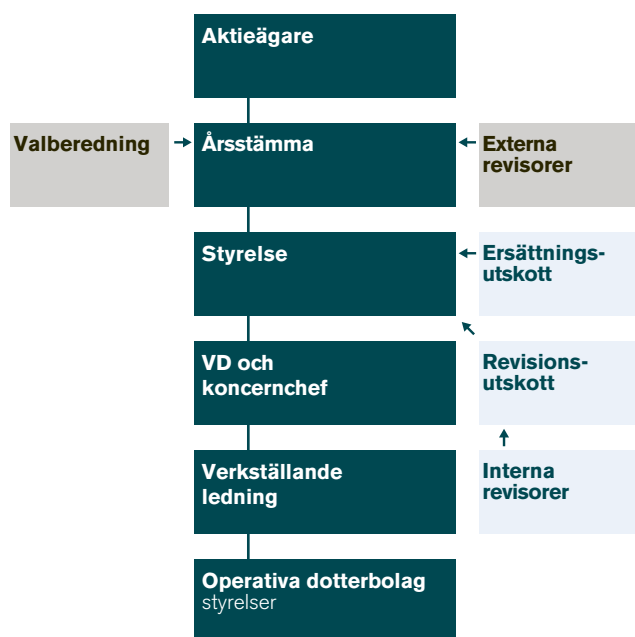 Aktieägare
Valberedning
Årsstämma
Externa
revisorer
Styrelse
Ersättnings-
utskott
VD och
koncernchef
Revisions-
utskott
Verkställande
ledning
Interna
revisorer
Operativa dotterbolag
styrelser